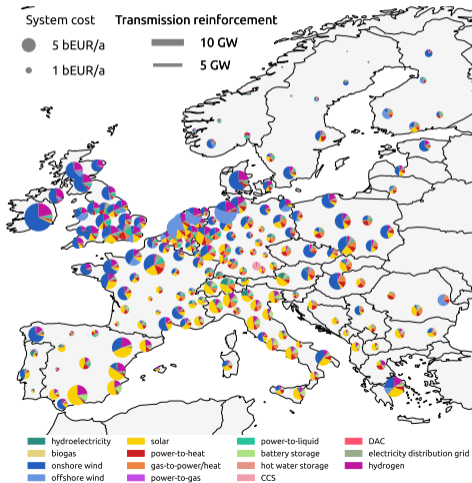 System cost
Transmission reinforcement
5 bEUR/a
10 GW
1 bEUR/a
5 GW
hydroelectricity
solar
power-to-liquid
DAC
biogas
power-to-heat
battery storage
electricity distribution grid
onshore wind
gas-to-power/heat
hot water storage
hydrogen
offshore wind
power-to-gas
CCS